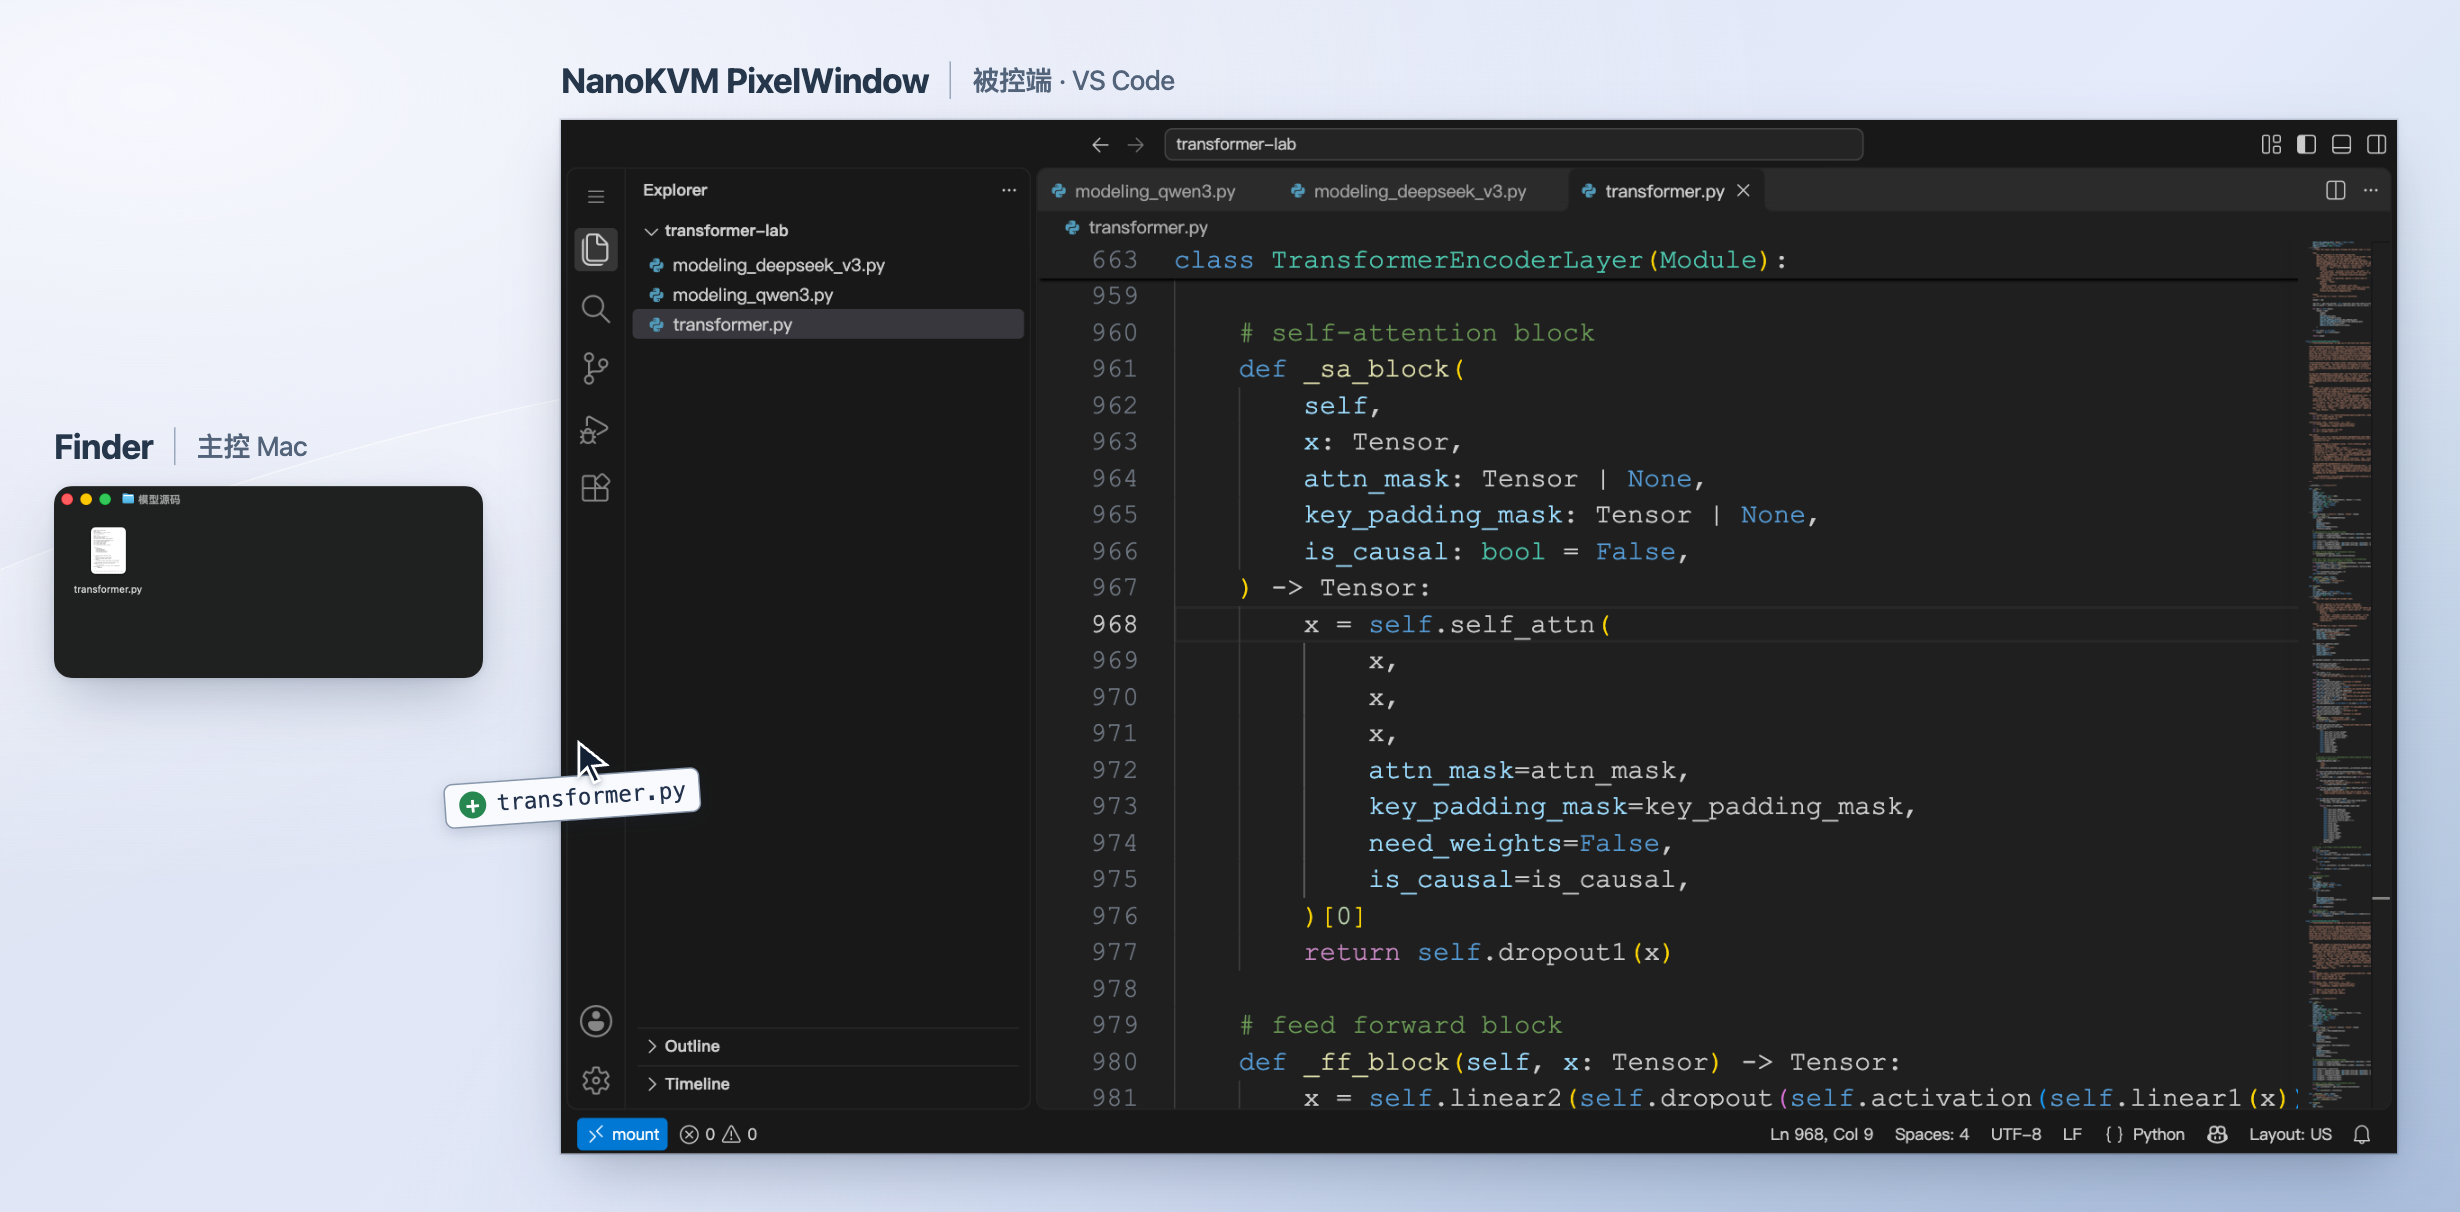 NanoKVM PixelWindow 被控端 · VS Code
Finder 主控 Mac
模型源码
transformer.py
transformer.py
transformer-lab
Explorer
transformer-lab
modeling_deepseek_v3.py
modeling_qwen3.py
transformer.py
Outline
Timeline
modeling_qwen3.py modeling_deepseek_v3.py transformer.py
transformer.py
663 class TransformerEncoderLayer(Module):
959
960 # self-attention block
961 def _sa_block(
962 self,
963 x: Tensor,
964 attn_mask: Tensor | None,
965 key_padding_mask: Tensor | None,
966 is_causal: bool = False,
967 ) -> Tensor:
968 x = self.self_attn(
969 x,
970 x,
971 x,
972 attn_mask=attn_mask,
973 key_padding_mask=key_padding_mask,
974 need_weights=False,
975 is_causal=is_causal,
976 )[0]
977 return self.dropout1(x)
978
979 # feed forward block
980 def _ff_block(self, x: Tensor) -> Tensor:
981 x = self.linear2(self.dropout(self.activation(self.linear1(x))
mount 0 0 Ln 968, Col 9 Spaces: 4 UTF-8 LF { } Python Layout: US